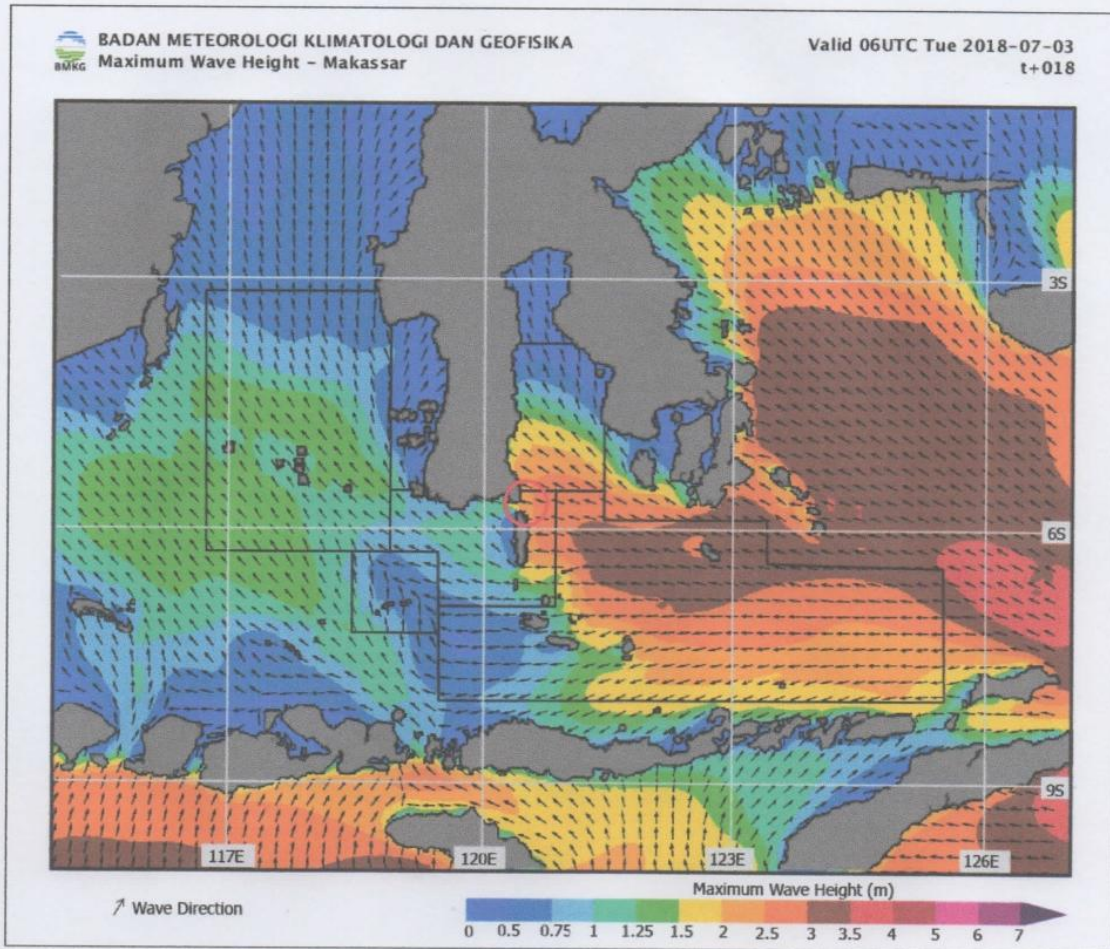 BADAN METEOROLOGI KLIMATOLOGI DAN GEOFISIKA
Maximum Wave Height - Makassar
BMKG
Valid 06UTC Tue 2018-07-03
t+018
3S
6S
9S
117E 120E 123E 126E
Wave Direction
Maximum Wave Height (m)
0 0.5 0.75 1 1.25 1.5 2 2.5 3 3.5 4 5 6 7